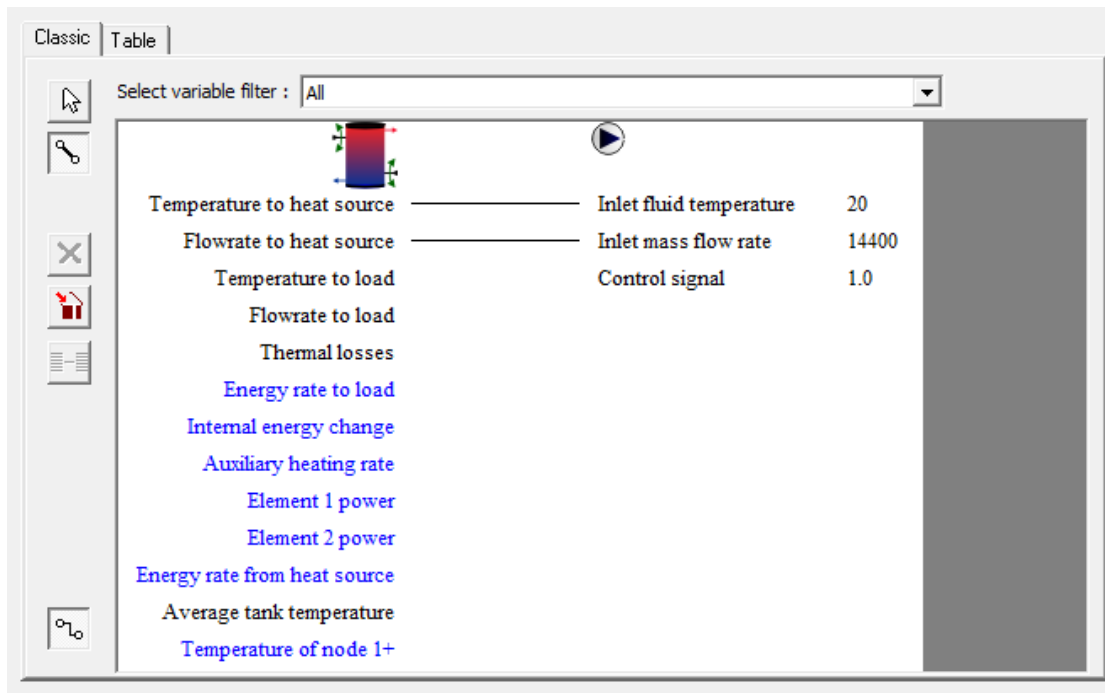 Classic Table
Select variable filter : All
Temperature to heat source Inlet fluid temperature 20
Flowrate to heat source Inlet mass flow rate 14400
Temperature to load Control signal 1.0
Flowrate to load
Thermal losses
Energy rate to load
Internal energy change
Auxiliary heating rate
Element 1 power
Element 2 power
Energy rate from heat source
Average tank temperature
Temperature of node 1+